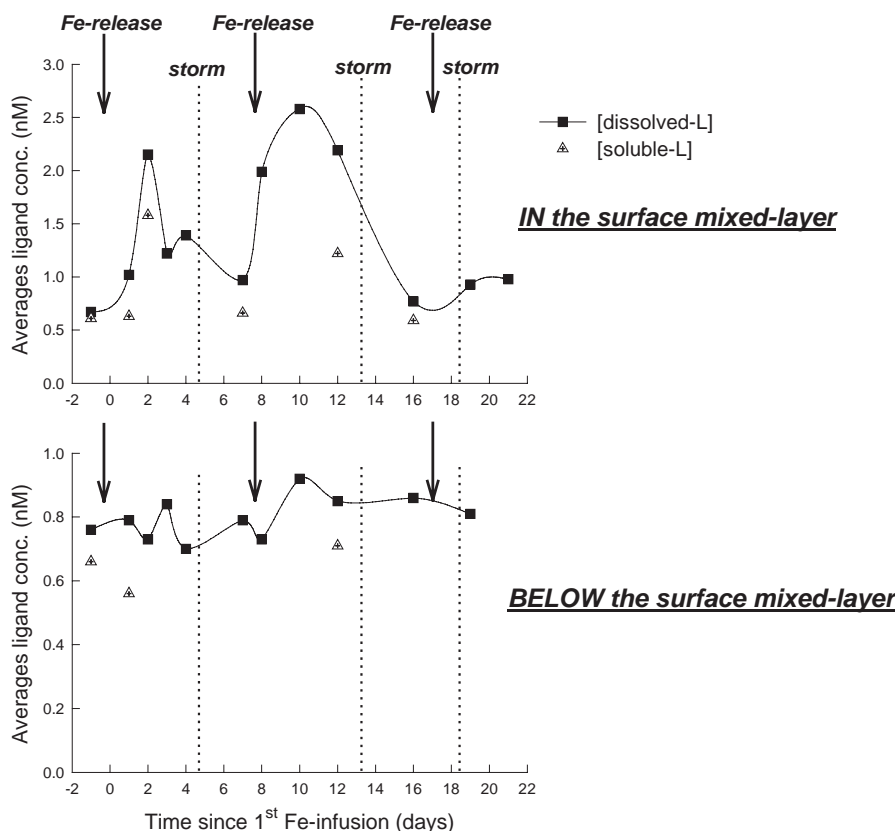 Fe-release Fe-release Fe-release
storm storm storm
3.0
2.5
2.0
1.5
1.0
0.5
0.0
Averages ligand conc. (nM)
-2 0 2 4 6 8 10 12 14 16 18 20 22
[dissolved-L]
[soluble-L]
IN the surface mixed-layer
1.0
0.8
0.6
0.4
0.2
0.0
Averages ligand conc. (nM)
-2 0 2 4 6 8 10 12 14 16 18 20 22
Time since 1st Fe-infusion (days)
BELOW the surface mixed-layer